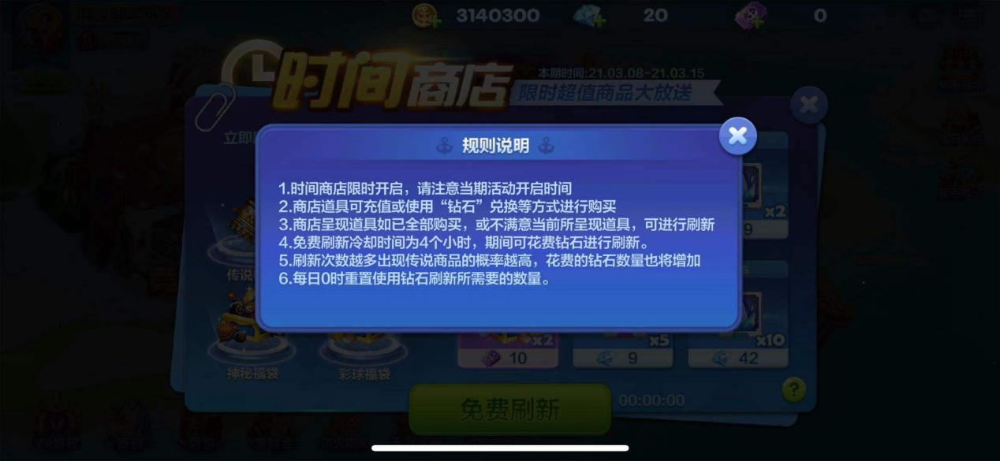 3140300
20
0
时间商店
本期时间:21.03.08-21.03.15
限时超值商品大放送
立即
规则说明
1.时间商店限时开启，请注意当期活动开启时间
2.商店道具可充值或使用“钻石”兑换等方式进行购买
3.商店呈现道具如已全部购买，或不满意当前所呈现道具，可进行刷新
4.免费刷新冷却时间为4个小时，期间可花费钻石进行刷新。
5.刷新次数越多出现传说商品的概率越高，花费的钻石数量也将增加
6.每日0时重置使用钻石刷新所需要的数量。
x2
9
传说
x2
x5
x10
10
9
42
神秘福袋
彩球福袋
免费刷新
00:00:00
?